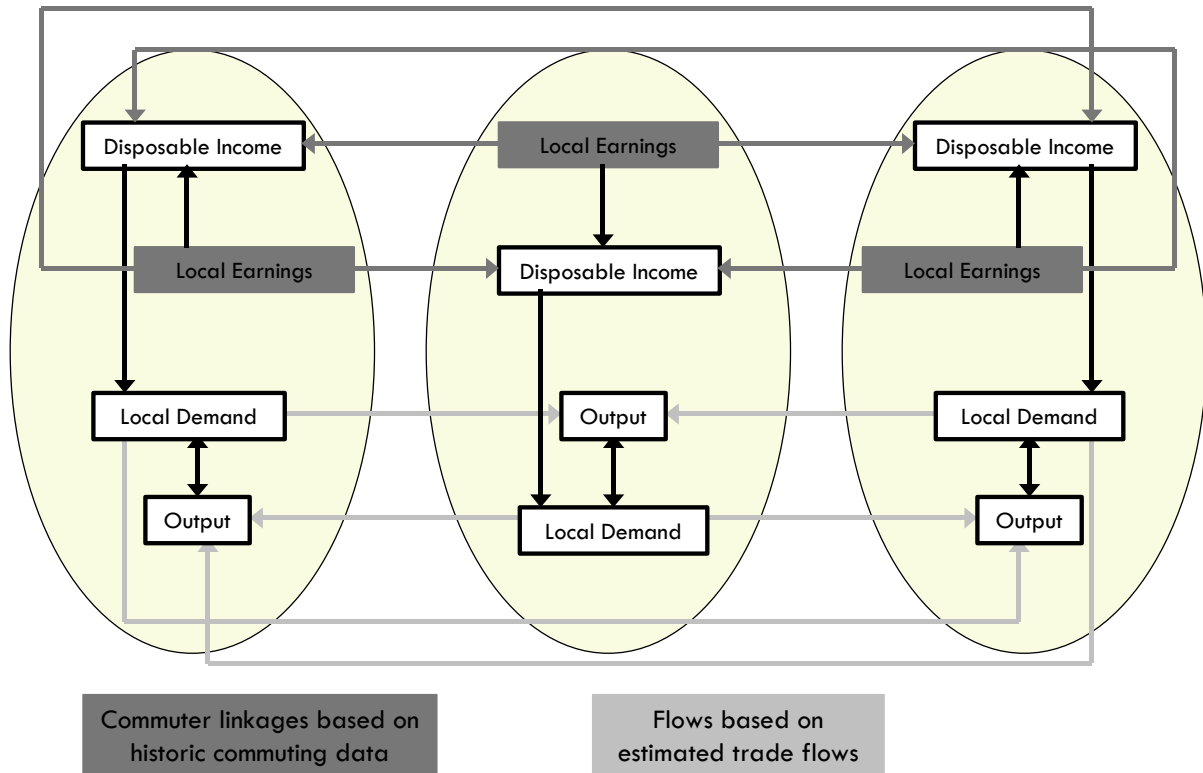 Disposable Income
Local Earnings
Disposable Income
Local Earnings
Disposable Income
Local Earnings
Local Demand
Output
Local Demand
Output
Local Demand
Output
Commuter linkages based on
historic commuting data
Flows based on
estimated trade flows